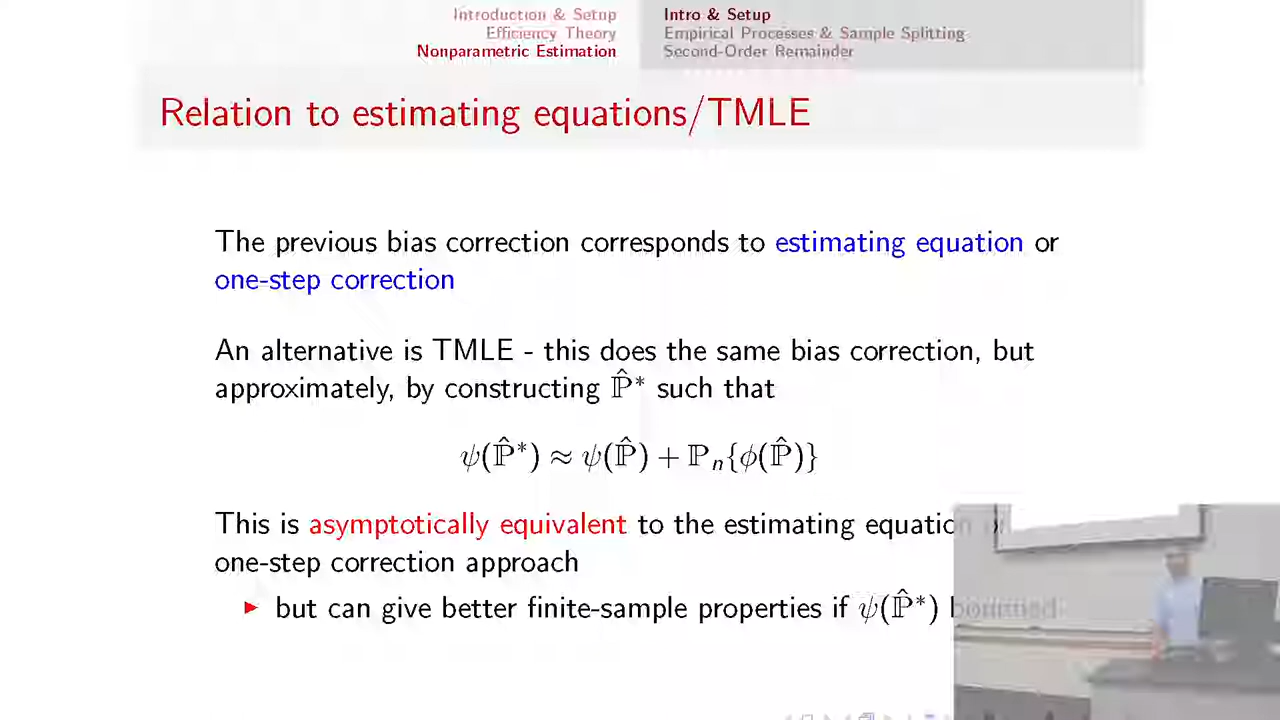 Introduction & Setup
Efficiency Theory
Nonparametric Estimation
Intro & Setup
Empirical Processes & Sample Splitting
Second-Order Remainder
Relation to estimating equations/TMLE
The previous bias correction corresponds to estimating equation or
one-step correction
An alternative is TMLE - this does the same bias correction, but
approximately, by constructing ℙ̂* such that
ψ(ℙ̂*) ≈ ψ(ℙ̂) + ℙₙ{ϕ(ℙ̂)}
This is asymptotically equivalent to the estimating equation
one-step correction approach
▶ but can give better finite-sample properties if ψ(ℙ̂*) bounded